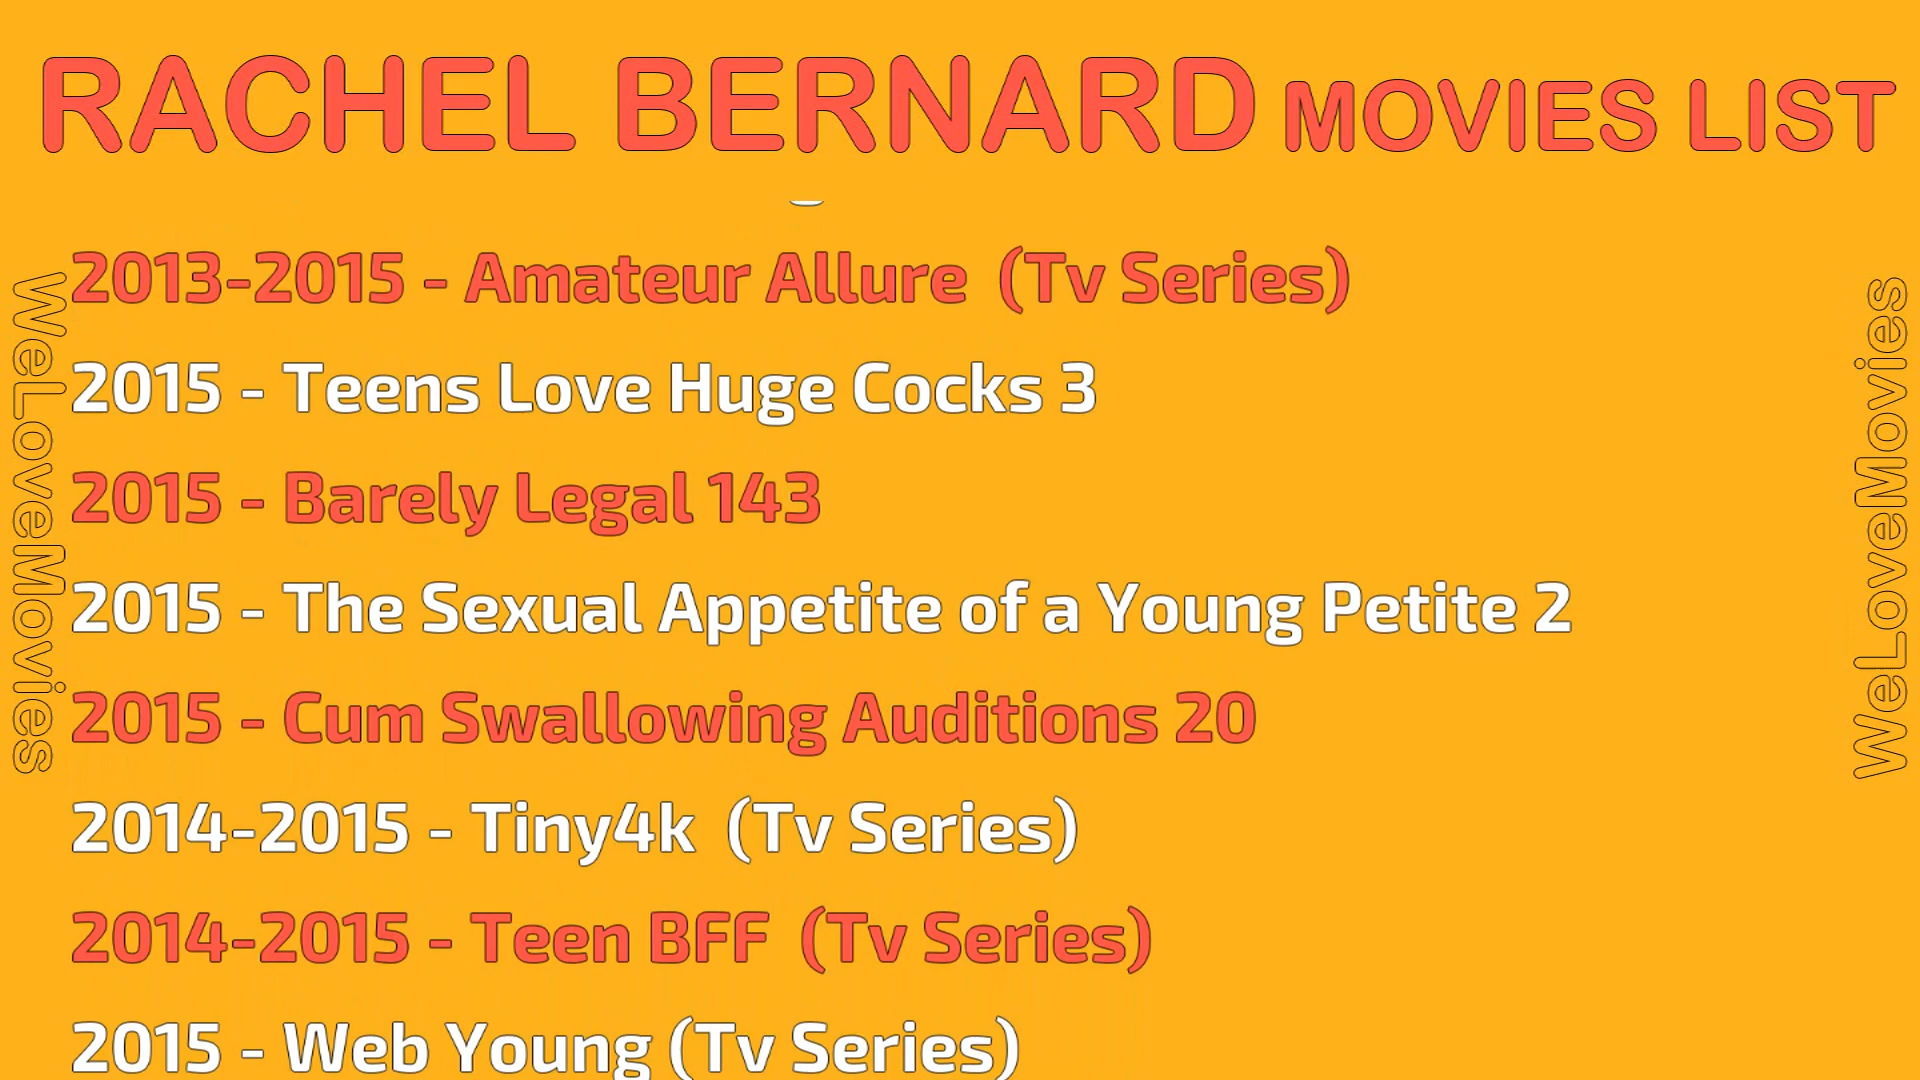 RACHEL BERNARD MOVIES LIST
2013-2015 - Amateur Allure (Tv Series)
2015 - Teens Love Huge Cocks 3
2015 - Barely Legal 143
2015 - The Sexual Appetite of a Young Petite 2
2015 - Cum Swallowing Auditions 20
2014-2015 - Tiny4k (Tv Series)
2014-2015 - Teen BFF (Tv Series)
2015 - Web Young (Tv Series)
WeLoveMovies
WeLoveMovies